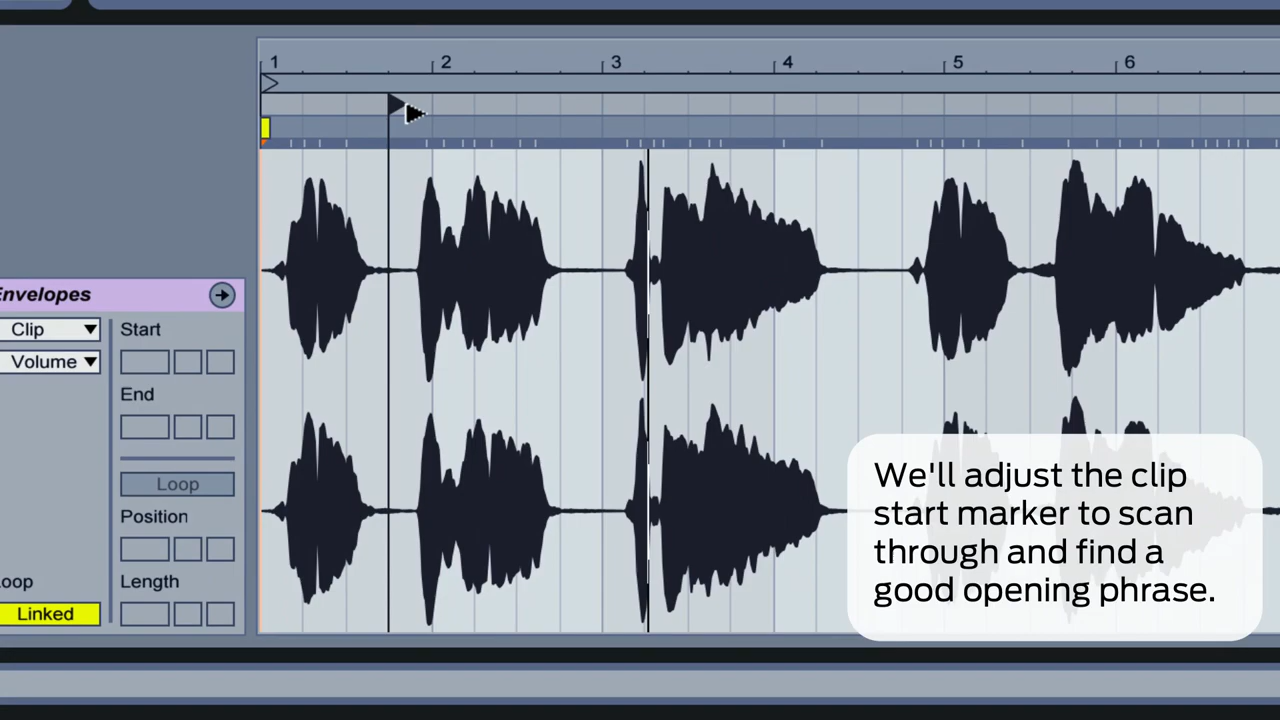 1 2 3 4 5 6
Envelopes
Clip
Start
Volume
End
Loop
Position
Length
Linked
We'll adjust the clip
start marker to scan
through and find a
good opening phrase.